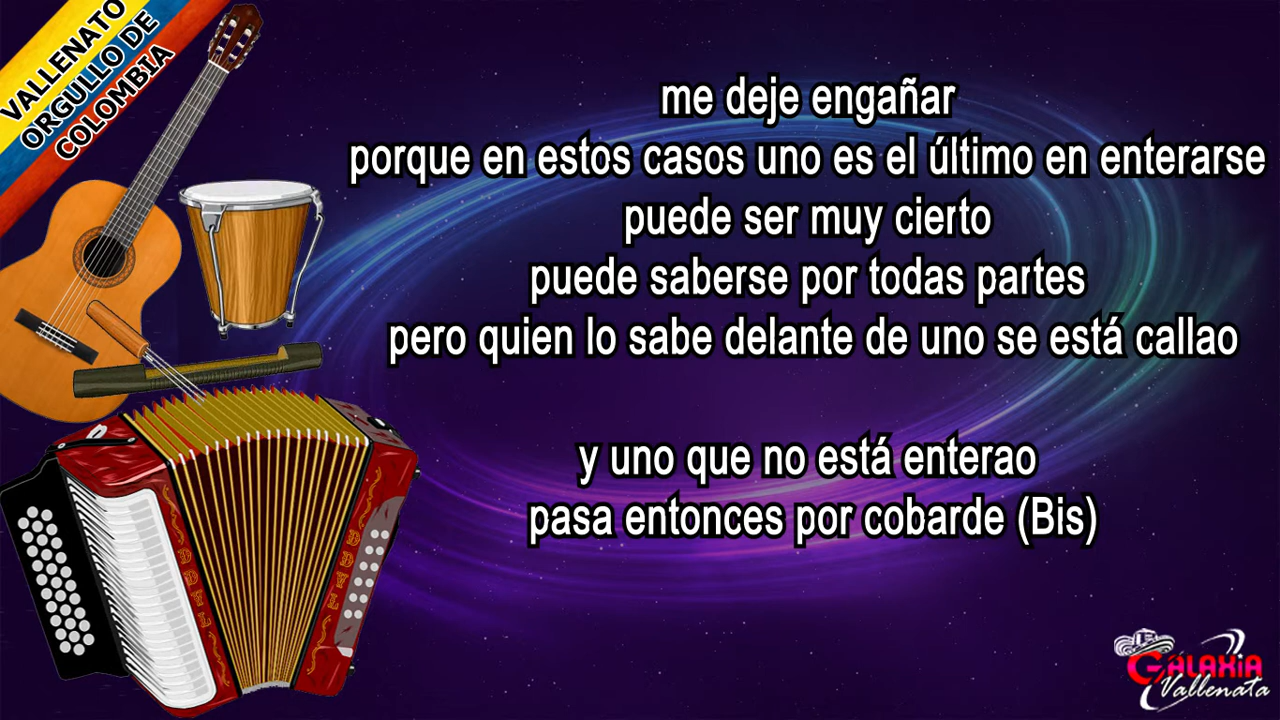 VALLENATO
ORGULLO DE
COLOMBIA
me deje engañar
porque en estos casos uno es el último en enterarse
puede ser muy cierto
puede saberse por todas partes
pero quien lo sabe delante de uno se está callao
y uno que no está enterao
pasa entonces por cobarde (Bis)
GALAXIA
Vallenata